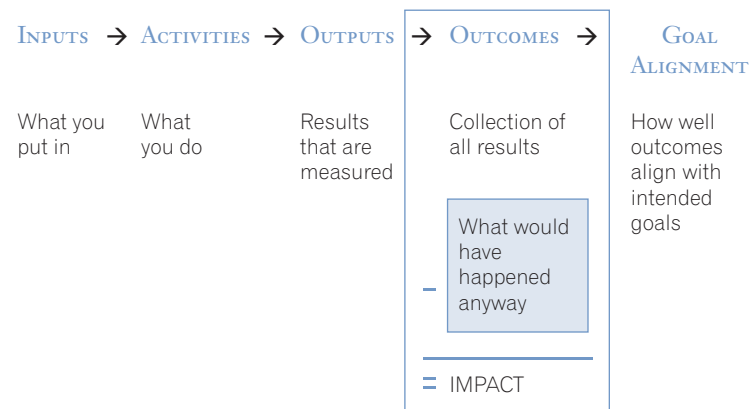 INPUTS → ACTIVITIES → OUTPUTS → OUTCOMES → GOAL
ALIGNMENT
What you
put in
What
you do
Results
that are
measured
Collection of
all results
How well
outcomes
align with
intended
goals
What would
have
happened
anyway
–
= IMPACT